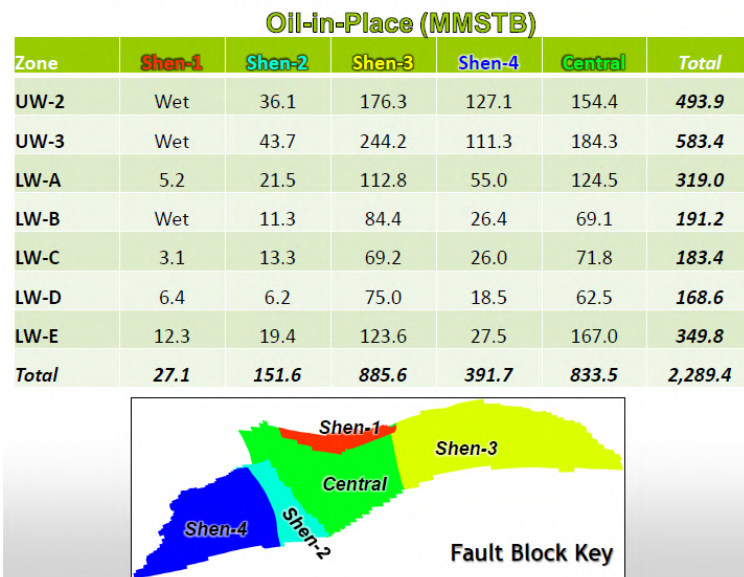 Oil-in-Place (MMSTB)
Zone Shen-1 Shen-2 Shen-3 Shen-4 Central Total
UW-2 Wet 36.1 176.3 127.1 154.4 493.9
UW-3 Wet 43.7 244.2 111.3 184.3 583.4
LW-A 5.2 21.5 112.8 55.0 124.5 319.0
LW-B Wet 11.3 84.4 26.4 69.1 191.2
LW-C 3.1 13.3 69.2 26.0 71.8 183.4
LW-D 6.4 6.2 75.0 18.5 62.5 168.6
LW-E 12.3 19.4 123.6 27.5 167.0 349.8
Total 27.1 151.6 885.6 391.7 833.5 2,289.4
Shen-1
Shen-3
Central
Shen-4
Shen-2
Fault Block Key